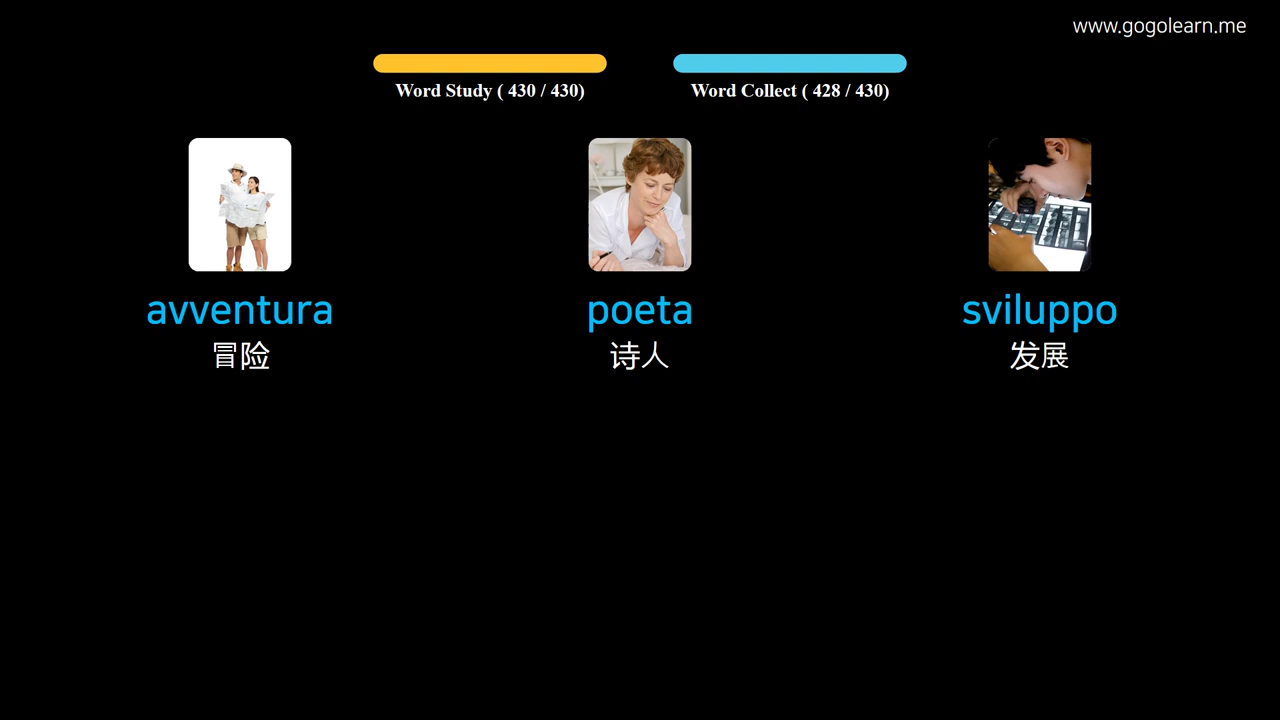 www.gogolearn.me
Word Study ( 430 / 430)
Word Collect ( 428 / 430)
avventura
冒险
poeta
诗人
sviluppo
发展